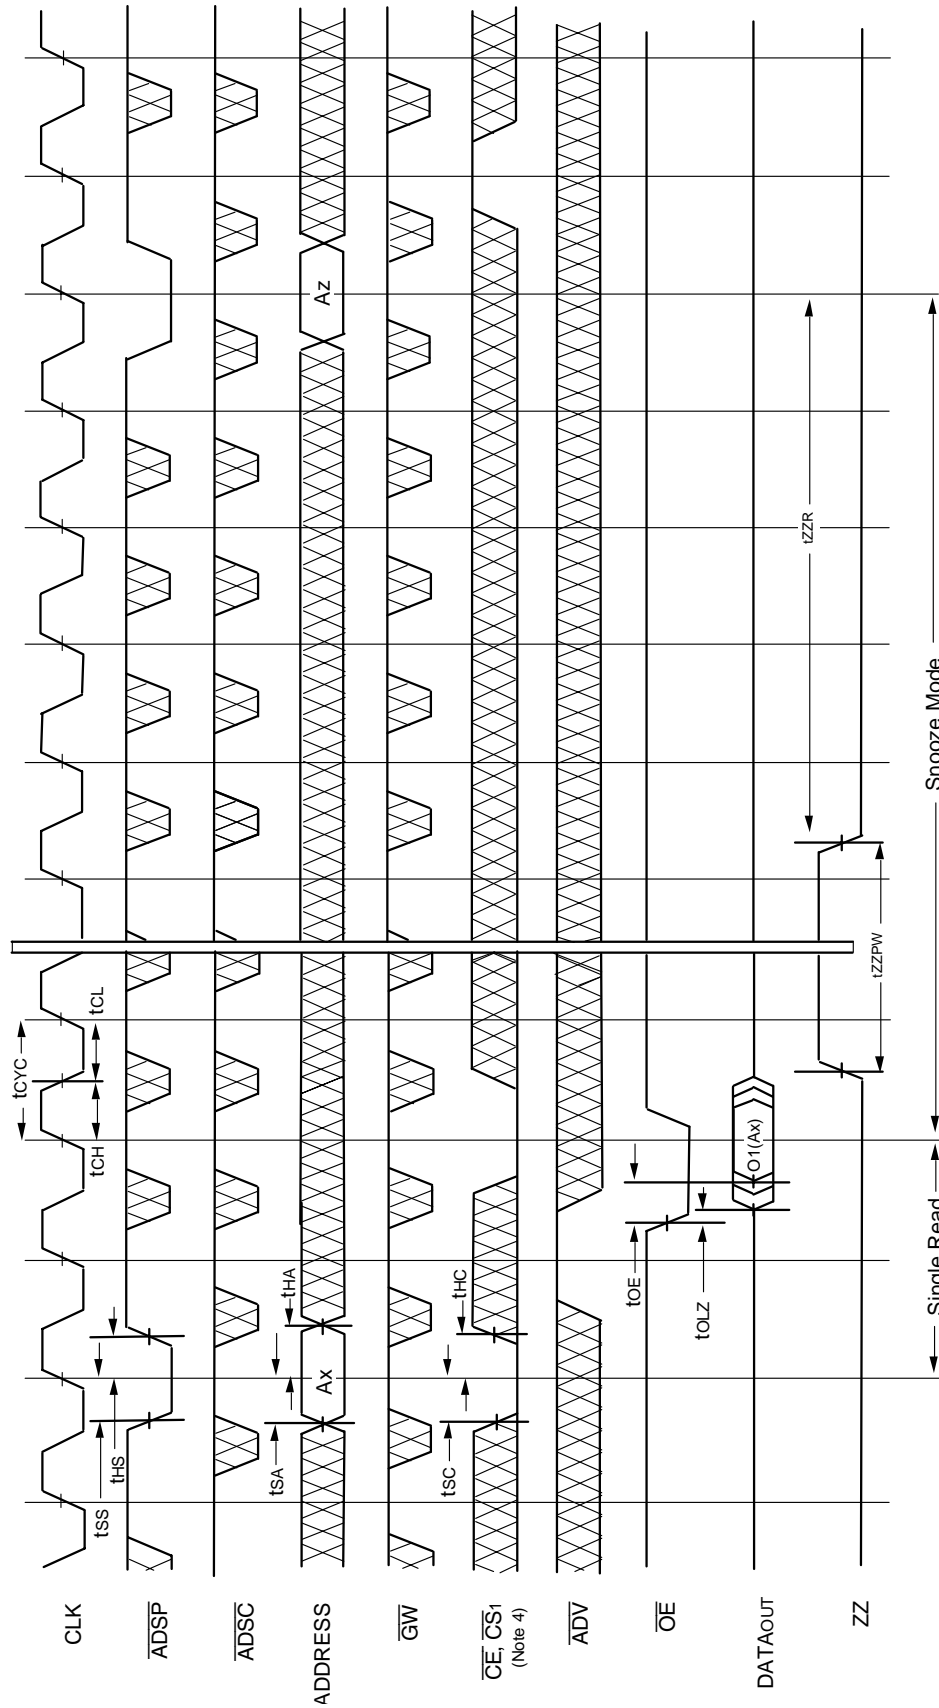 CLK
tSS
tHS
tCH
tCYC
tCL
ADSP
ADSC
ADDRESS
tSA
Ax
tHA
Az
GW
CE, CS1
(Note 4)
tSC
tHC
ADV
OE
tOE
tOLZ
DATAOUT
O1(Ax)
ZZ
tZZPW
tZZR
Single Read
Snooze Mode